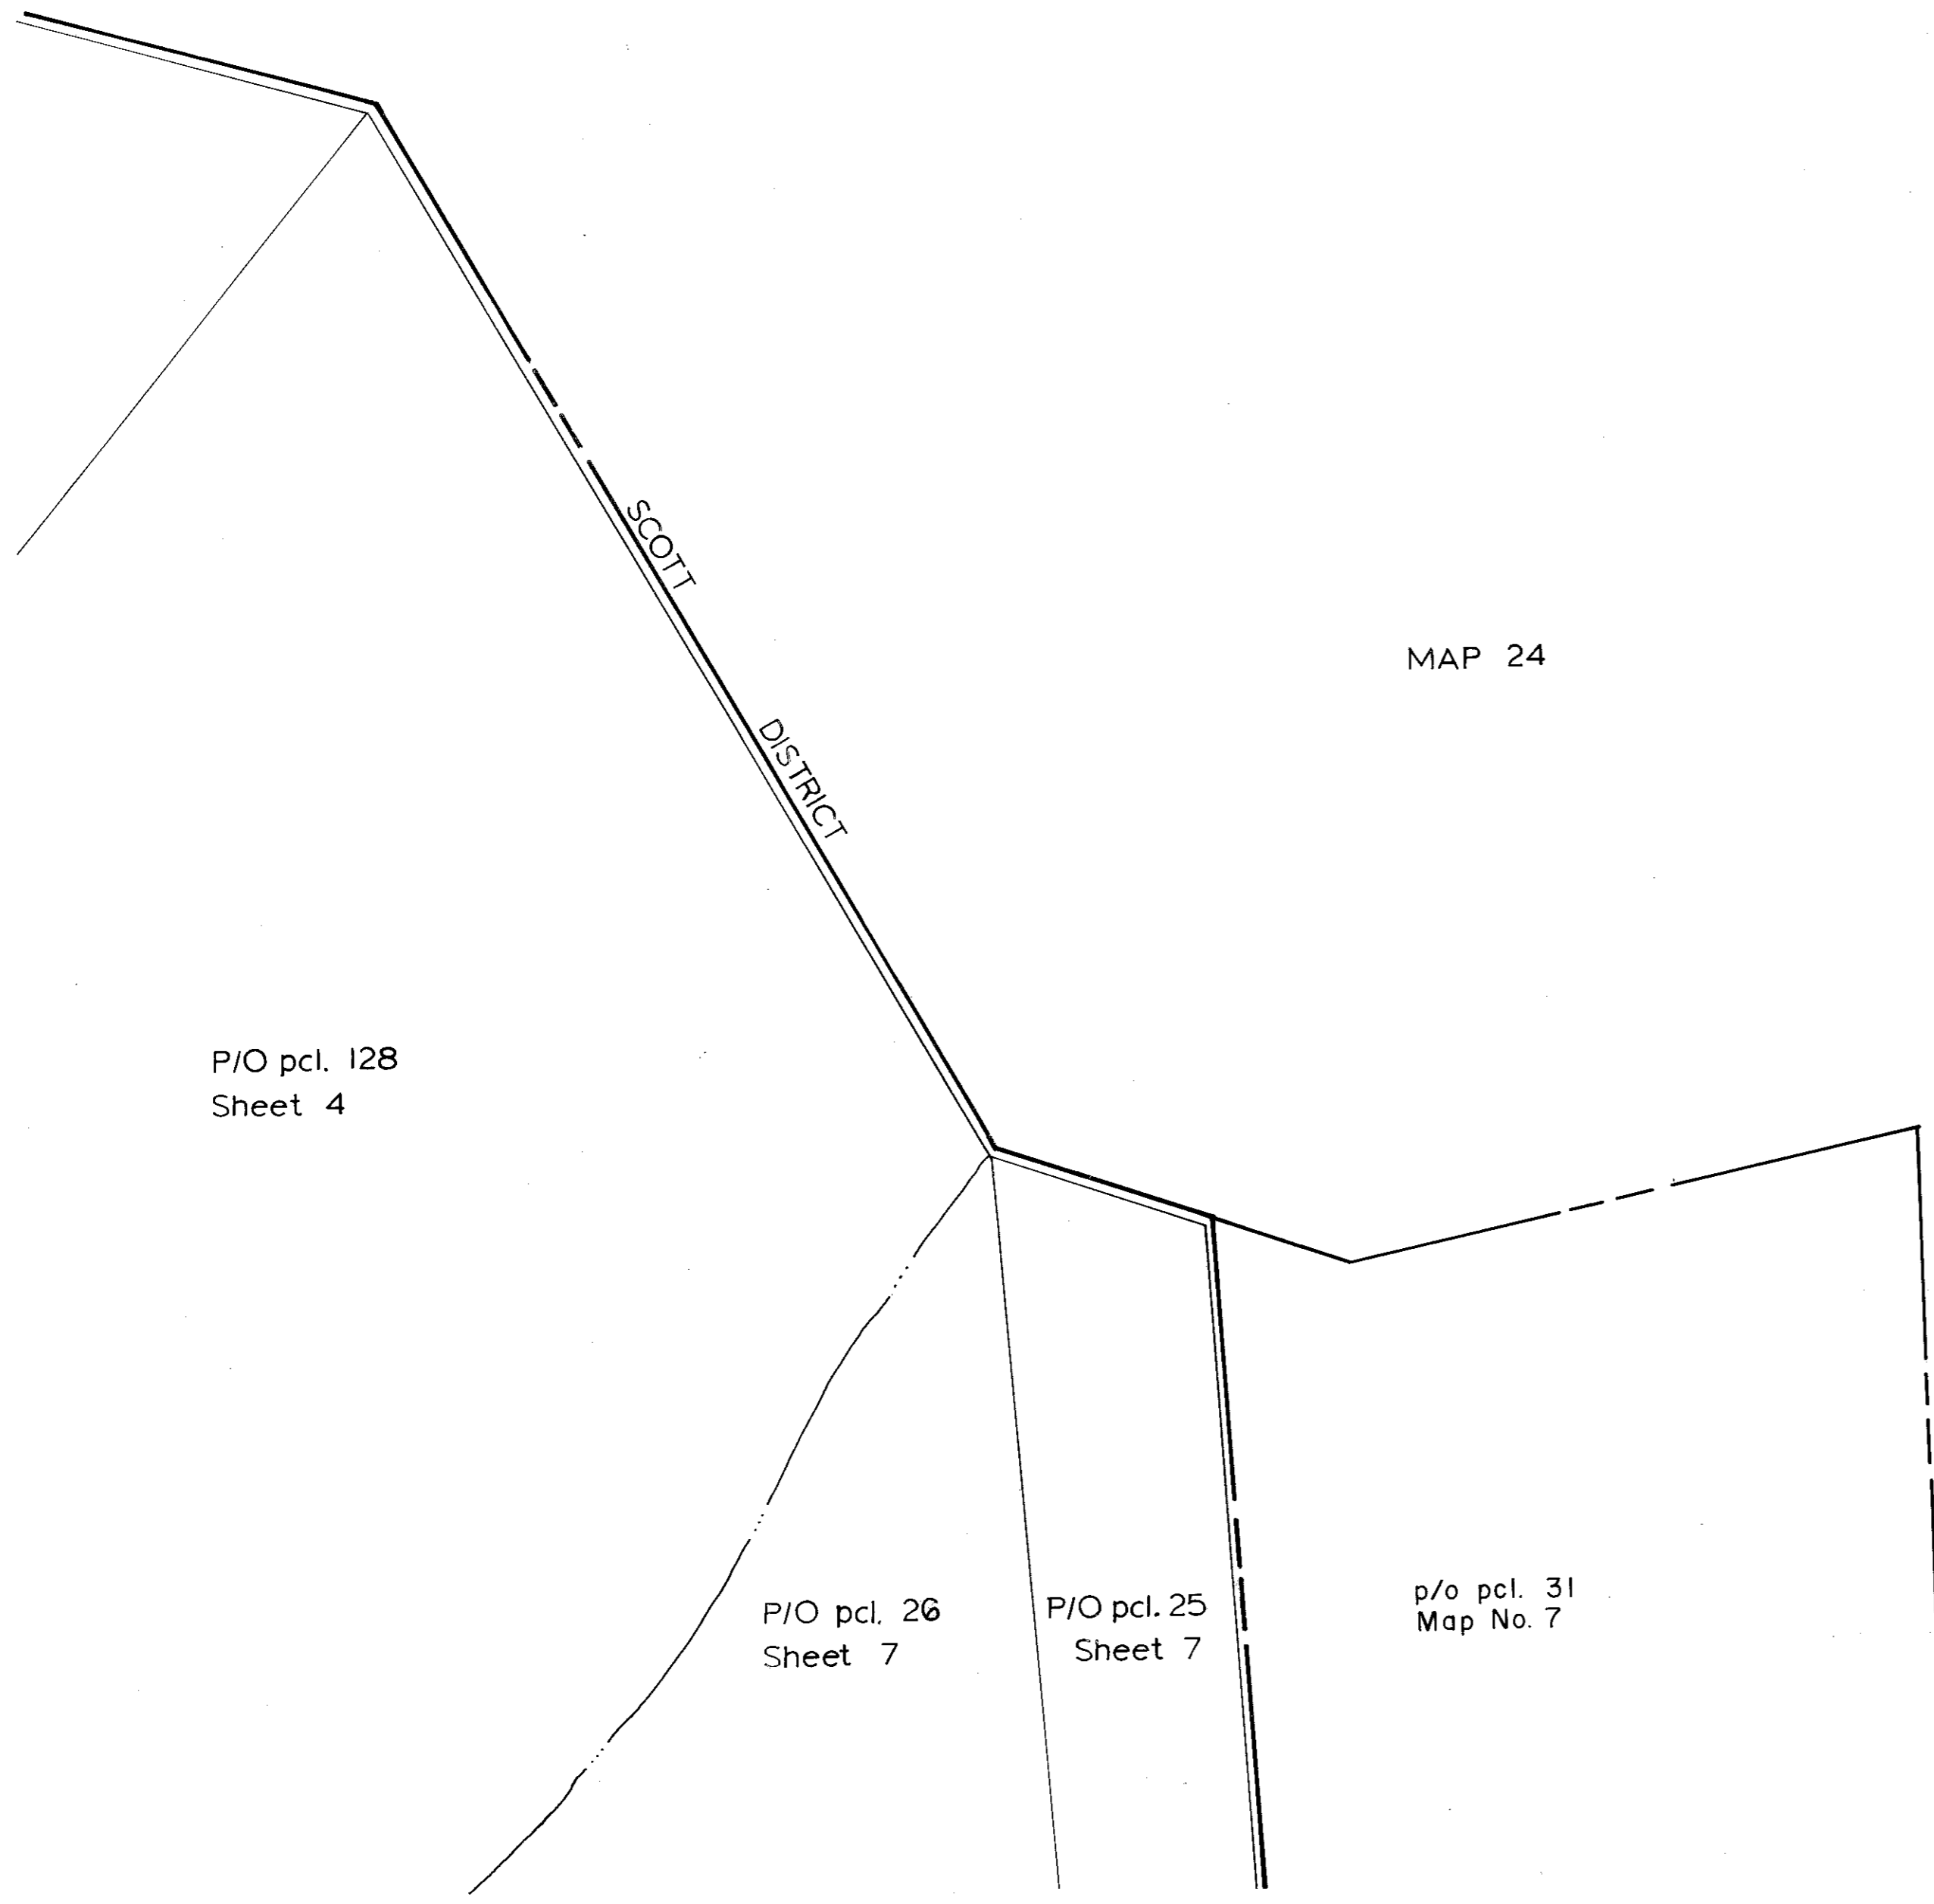 SCOTT DISTRICT
MAP 24
P/O pcl. 128
Sheet 4
P/O pcl. 26
Sheet 7
P/O pcl. 25
Sheet 7
p/o pcl. 31
Map No. 7